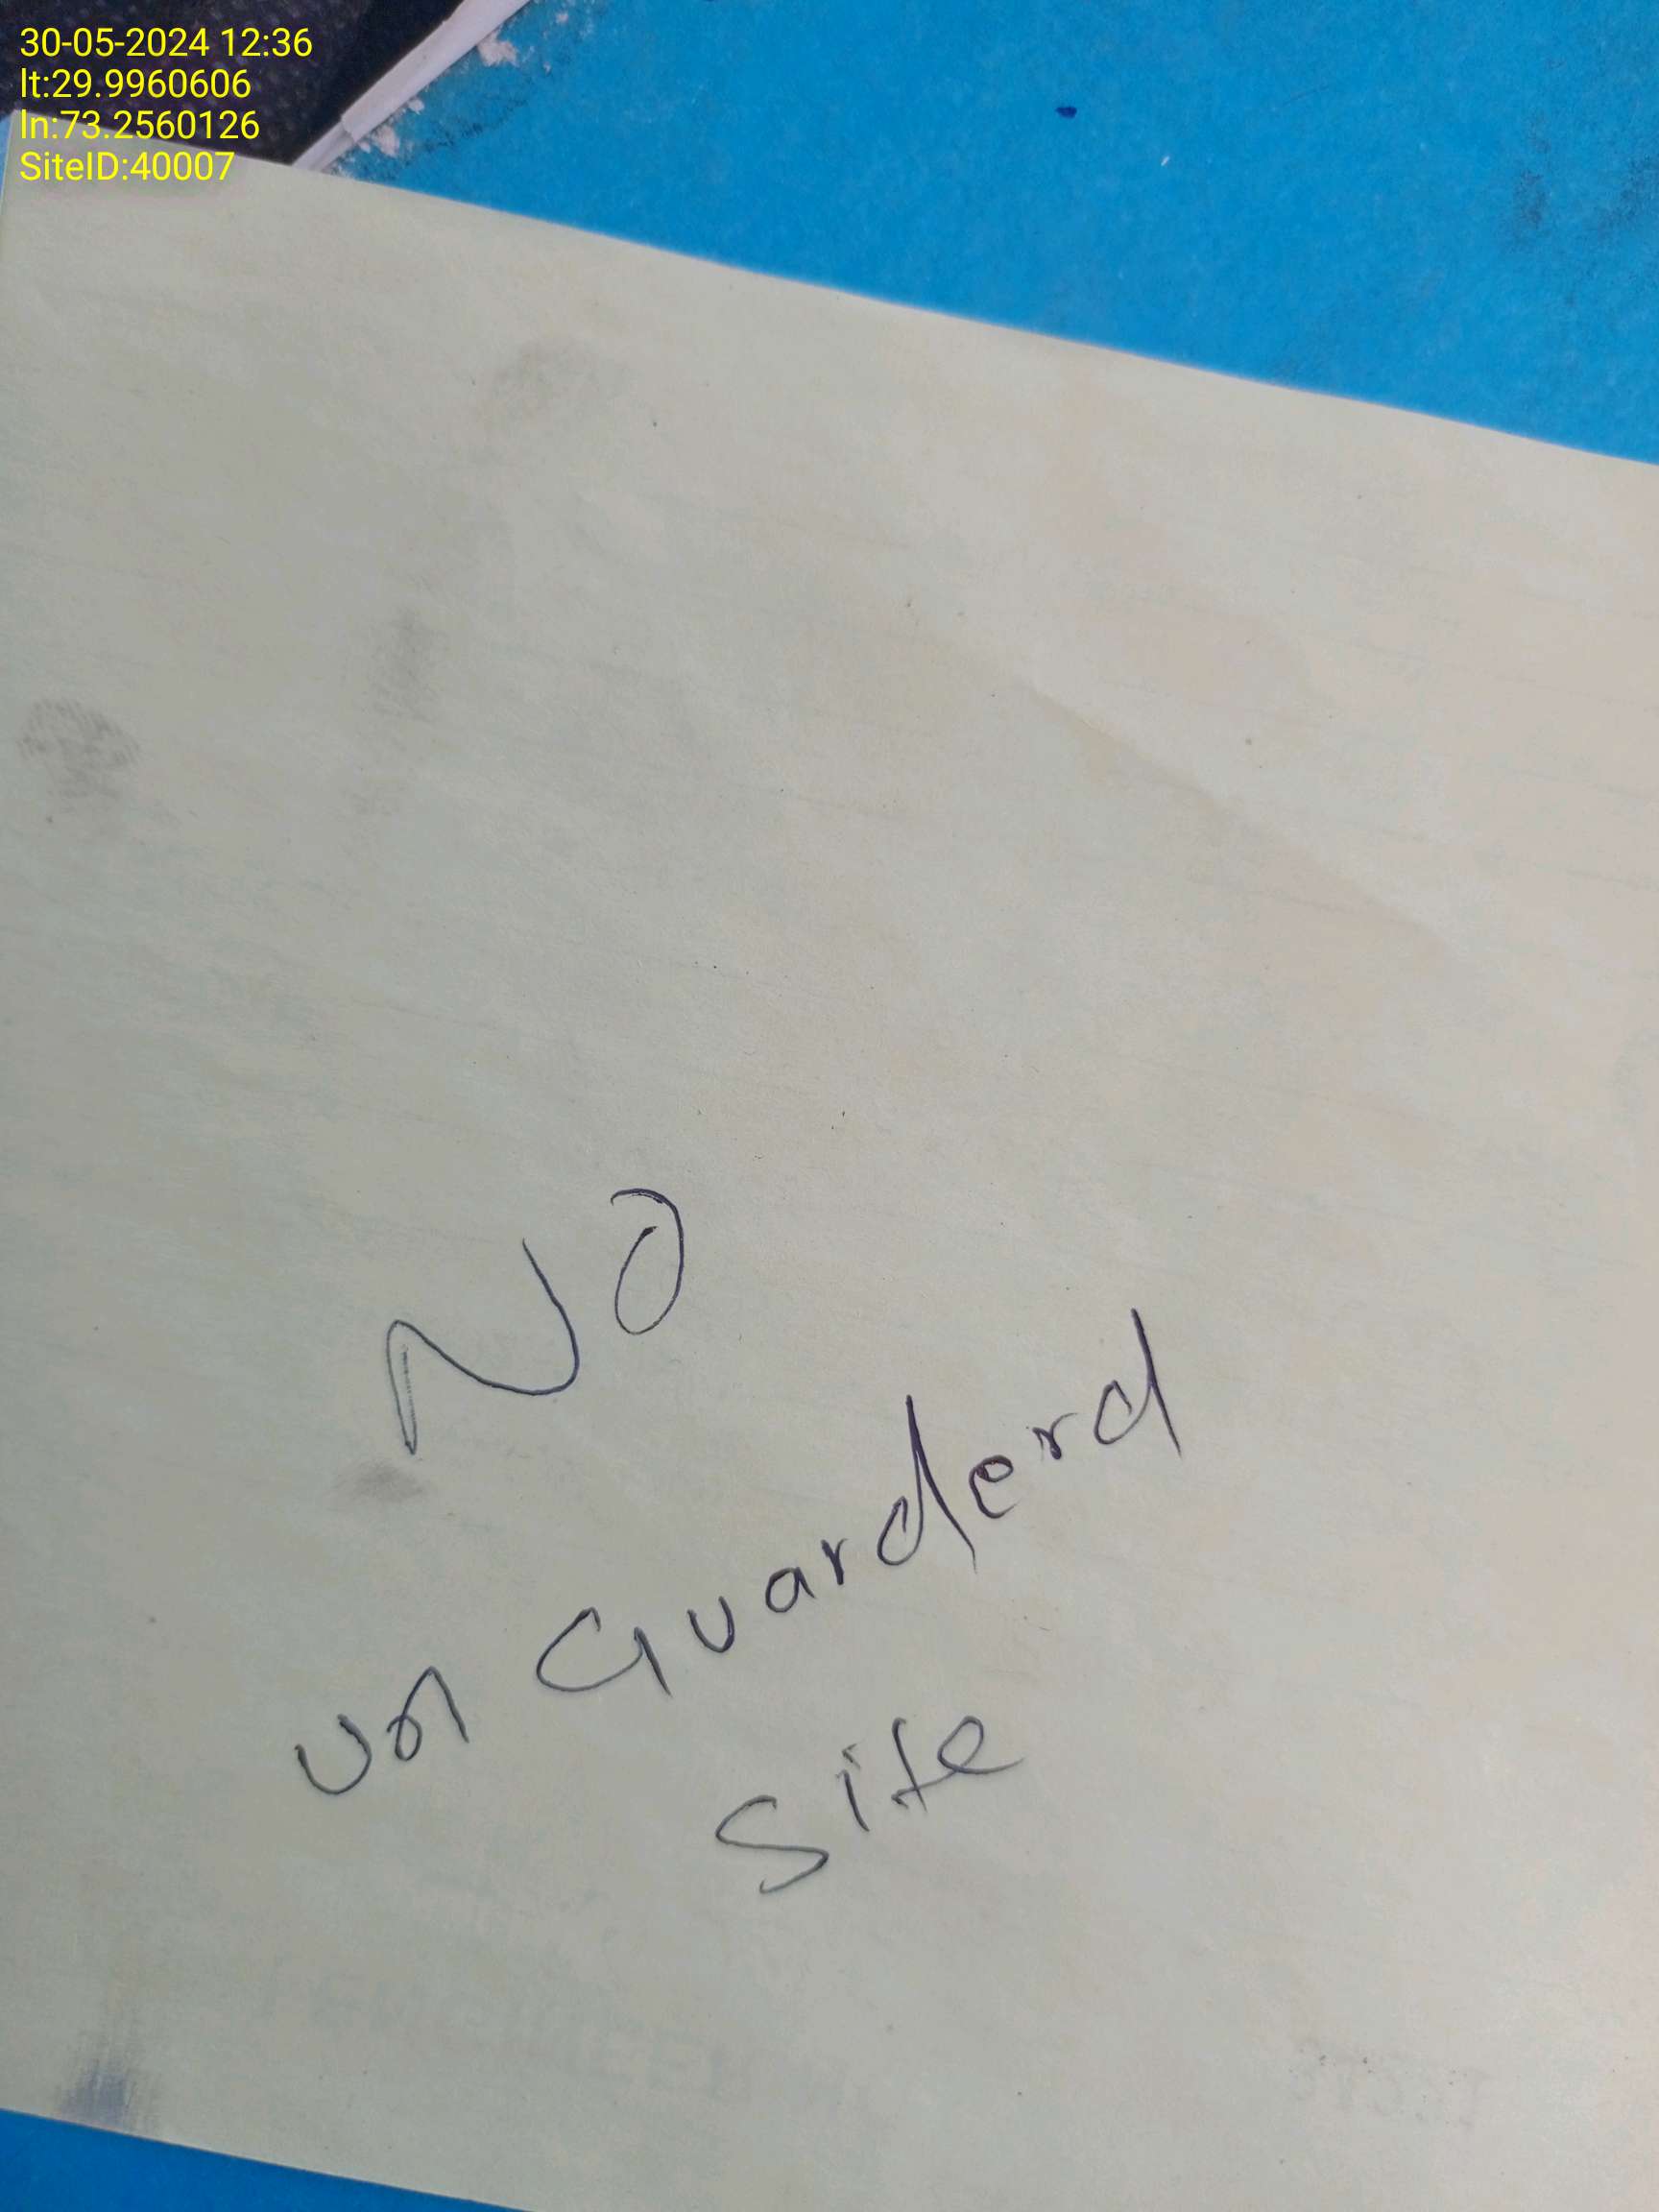 30-05-2024 12:36
lt:29.9960606
ln:73.2560126
SiteID:40007
NO
un Guarderd
Site